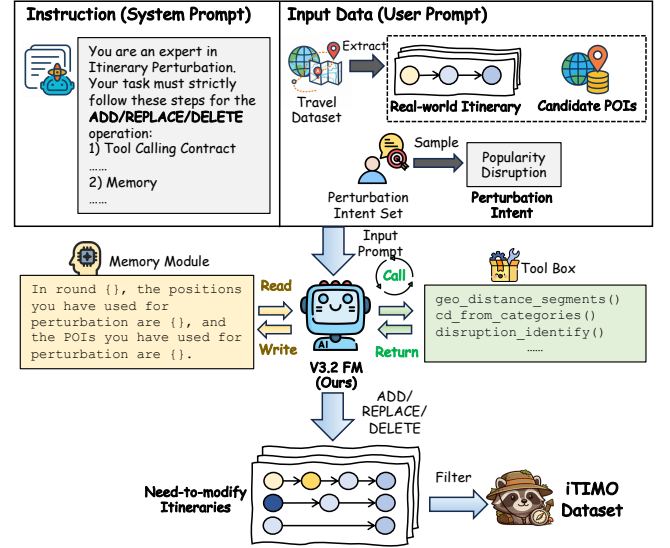 Instruction (System Prompt)
You are an expert in
Itinerary Perturbation.
Your task must strictly
follow these steps for the
ADD/REPLACE/DELETE
operation:
1) Tool Calling Contract
......
2) Memory
......
Input Data (User Prompt)
Extract
Travel
Dataset
Real-world Itinerary
Candidate POIs
Sample
Popularity
Disruption
Perturbation
Intent Set
Perturbation
Intent
Input
Prompt
Memory Module
In round {}, the positions
you have used for
perturbation are {}, and
the POIs you have used for
perturbation are {}.
Read
Write
Call
Return
AI
V3.2 FM
(Ours)
Tool Box
geo_distance_segments()
cd_from_categories()
disruption_identify()
......
ADD/
REPLACE/
DELETE
Need-to-modify
Itineraries
Filter
iTIMO
Dataset